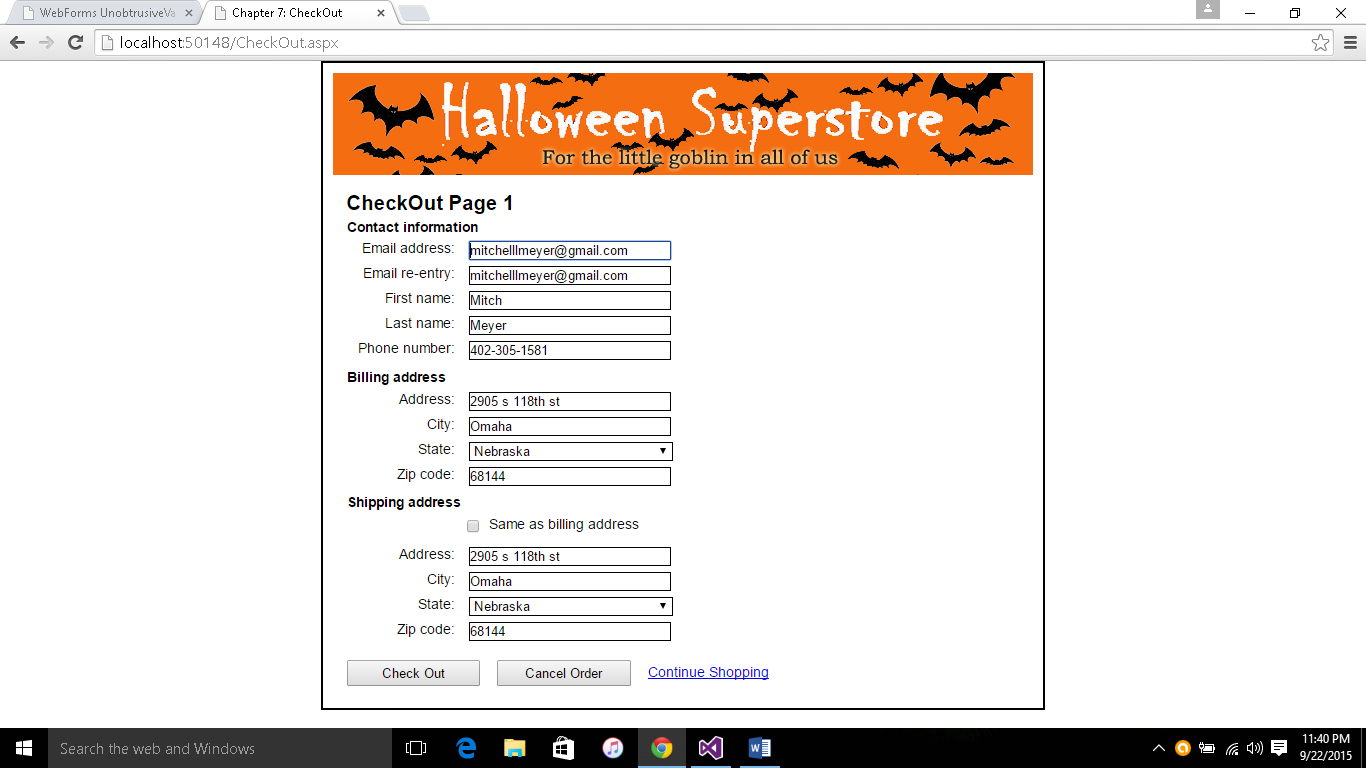 WebForms UnobtrusiveVa
Chapter 7: CheckOut
localhost:50148/CheckOut.aspx
Halloween Superstore
For the little goblin in all of us
CheckOut Page 1
Contact information
Email address: mitchelllmeyer@gmail.com
Email re-entry: mitchelllmeyer@gmail.com
First name: Mitch
Last name: Meyer
Phone number: 402-305-1581
Billing address
Address: 2905 s 118th st
City: Omaha
State: Nebraska
Zip code: 68144
Shipping address
Same as billing address
Address: 2905 s 118th st
City: Omaha
State: Nebraska
Zip code: 68144
Check Out Cancel Order Continue Shopping
Search the web and Windows
11:40 PM
9/22/2015